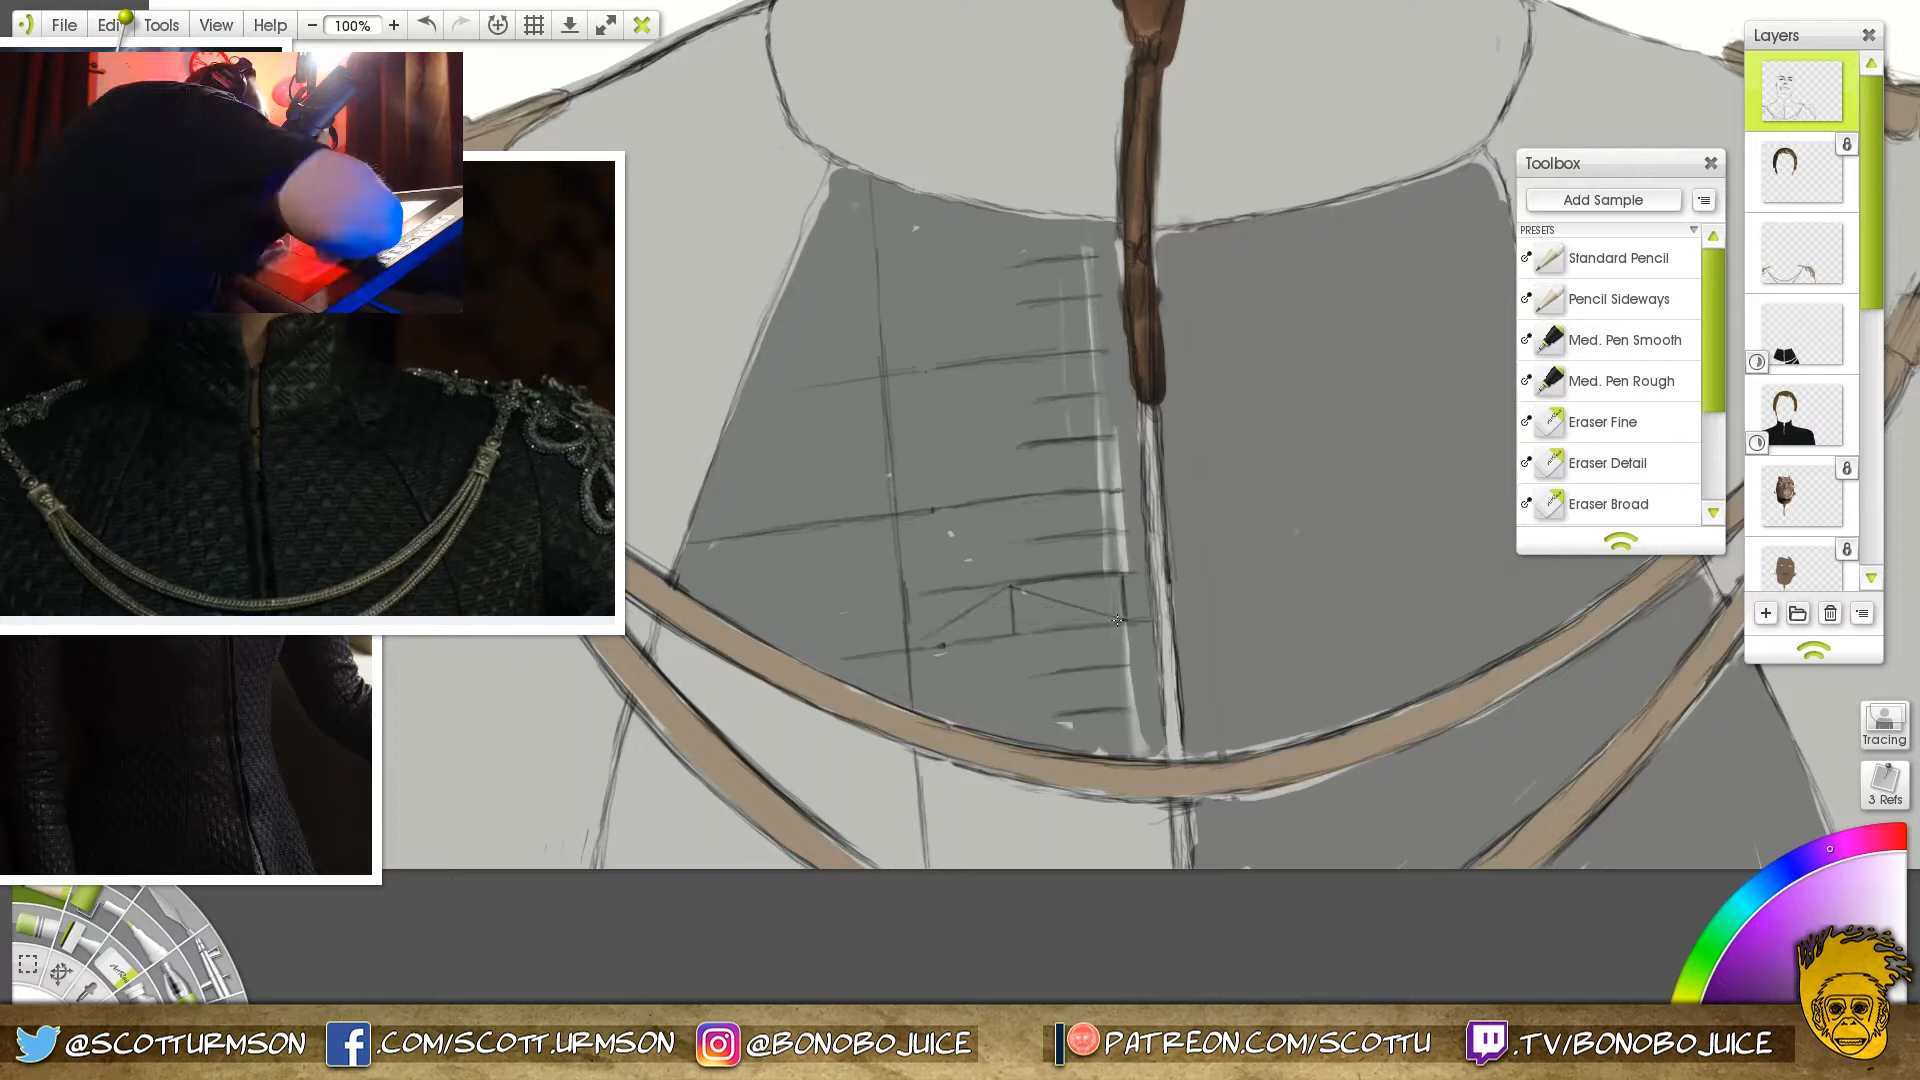 File Edi Tools View Help 100%
Layers
Toolbox
Add Sample
PRESETS
Standard Pencil
Pencil Sideways
Med. Pen Smooth
Med. Pen Rough
Eraser Fine
Eraser Detail
Eraser Broad
Tracing
3 Refs
@SCOTTURMSON .COM/SCOTT.URMSON @BONOBOJUICE PATREON.COM/SCOTTU .TV/BONOBOJUICE